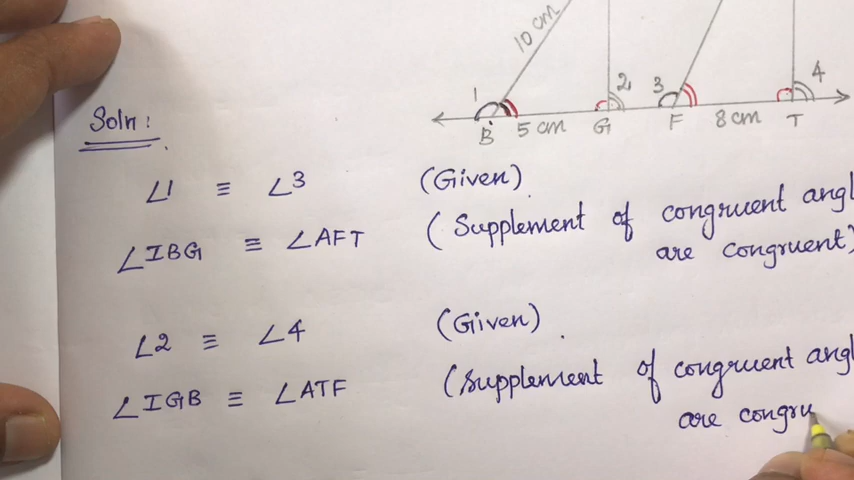 10 cm
1 2 3 4
B 5 cm G F 8 cm T
Soln:
∠1 ≡ ∠3 (Given)
∠IBG ≡ ∠AFT (Supplement of congruent angl
are congruent)
∠2 ≡ ∠4 (Given)
∠IGB ≡ ∠ATF (Supplement of congruent angl
are congru